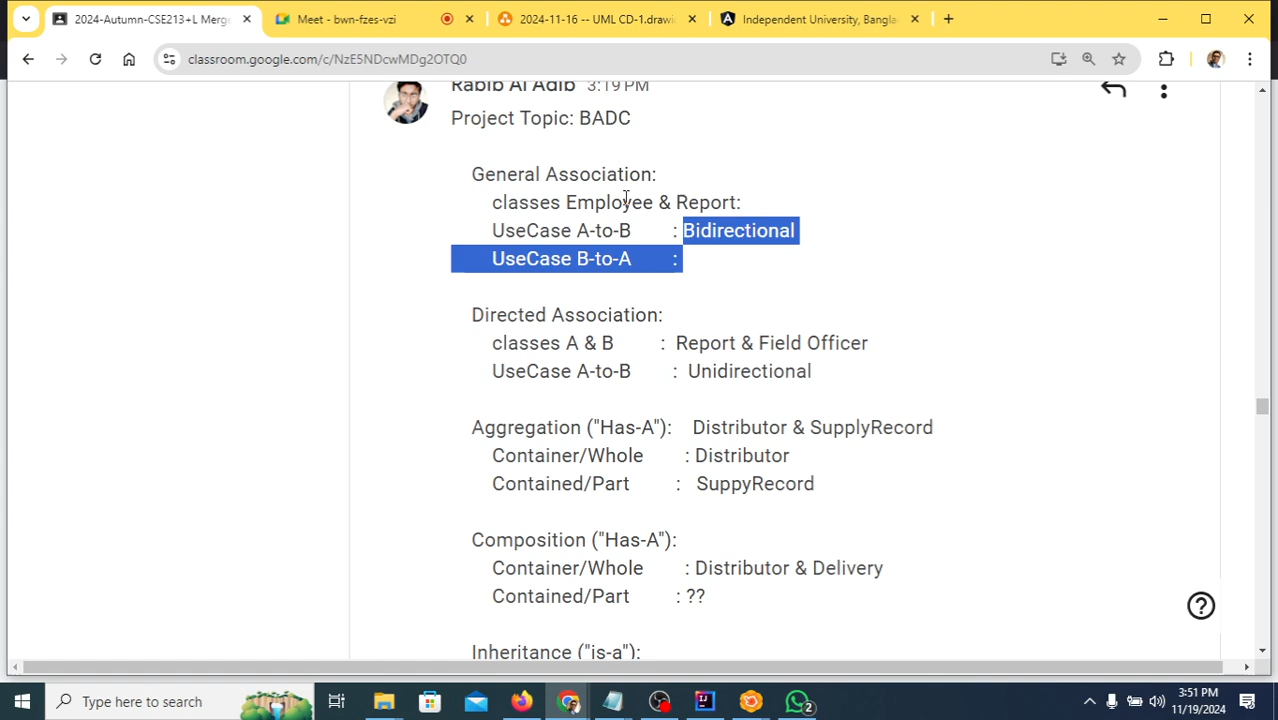 2024-Autumn-CSE213+L Merge
Meet - bwn-fzes-vzi
2024-11-16 -- UML CD-1.drawi
Independent University, Bangla
classroom.google.com/c/NzE5NDcwMDg2OTQ0
Rabib Al Adib 3:19 PM
Project Topic: BADC
General Association:
classes Employee & Report:
UseCase A-to-B : Bidirectional
UseCase B-to-A :
Directed Association:
classes A & B : Report & Field Officer
UseCase A-to-B : Unidirectional
Aggregation ("Has-A"): Distributor & SupplyRecord
Container/Whole : Distributor
Contained/Part : SuppyRecord
Composition ("Has-A"):
Container/Whole : Distributor & Delivery
Contained/Part : ??
Inheritance ("is-a"):
Type here to search
2
3:51 PM
11/19/2024